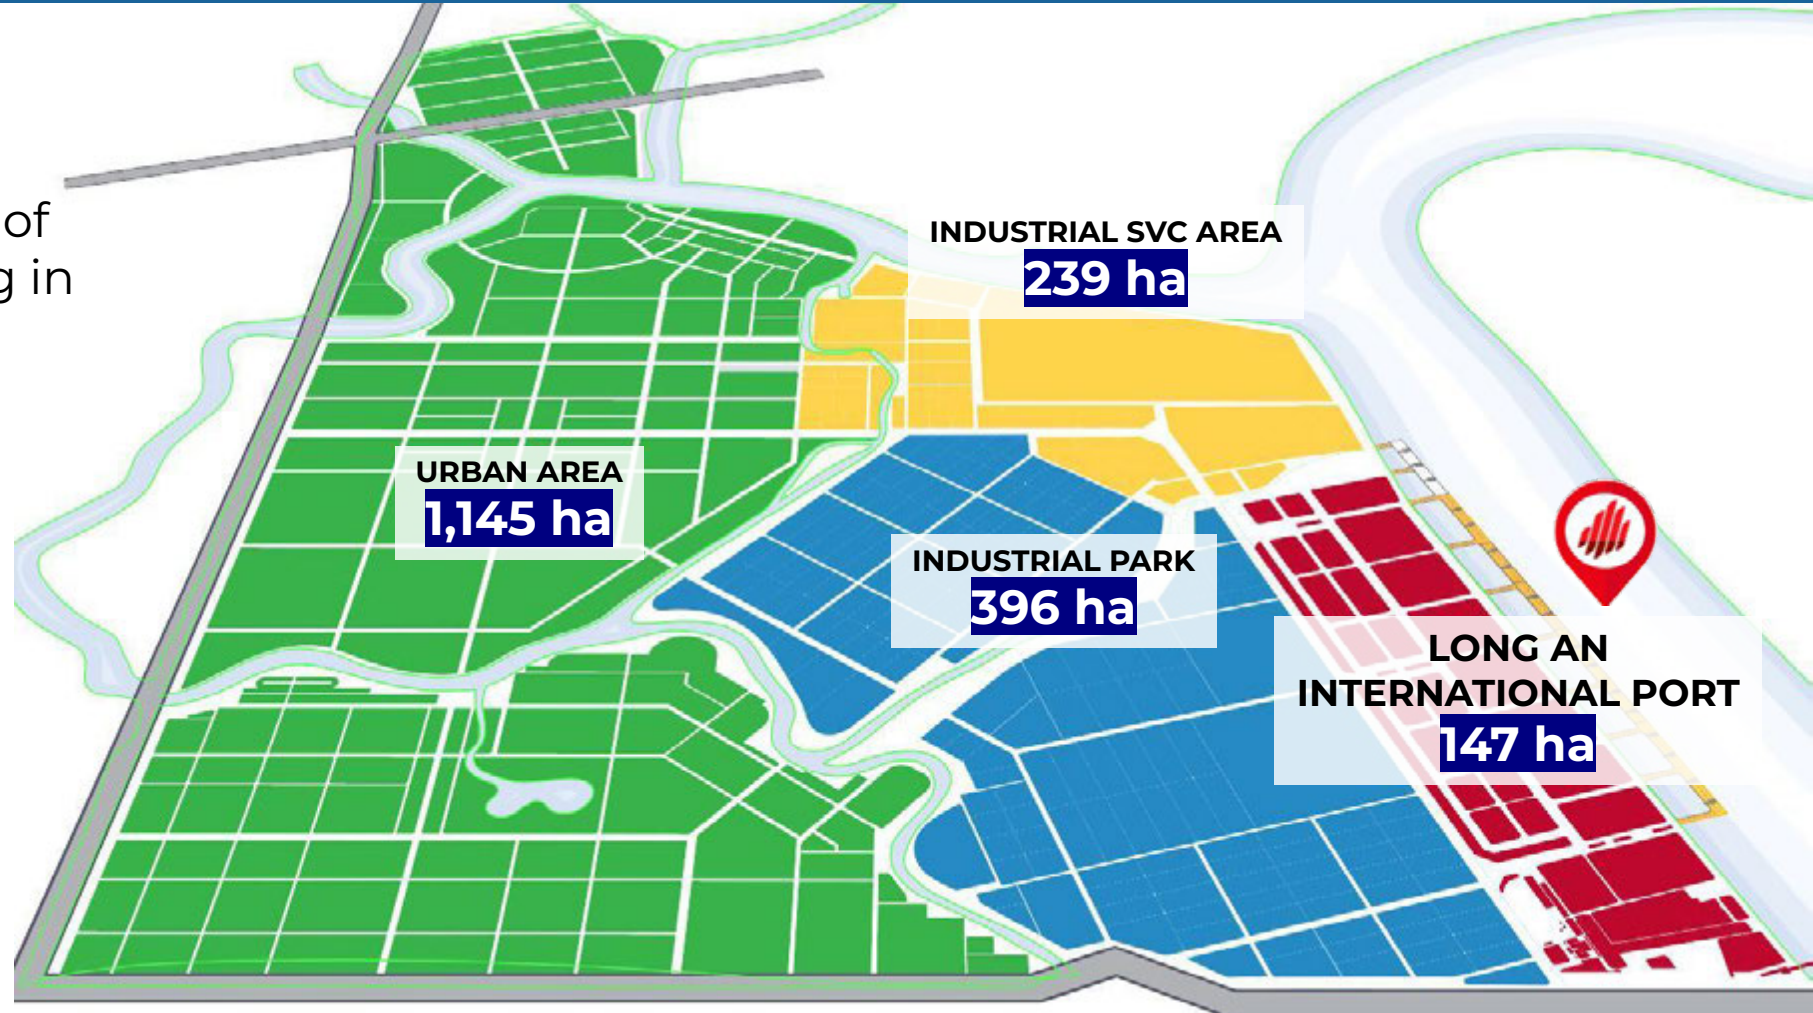 of
g in
INDUSTRIAL SVC AREA
239 ha
URBAN AREA
1,145 ha
INDUSTRIAL PARK
396 ha
LONG AN
INTERNATIONAL PORT
147 ha